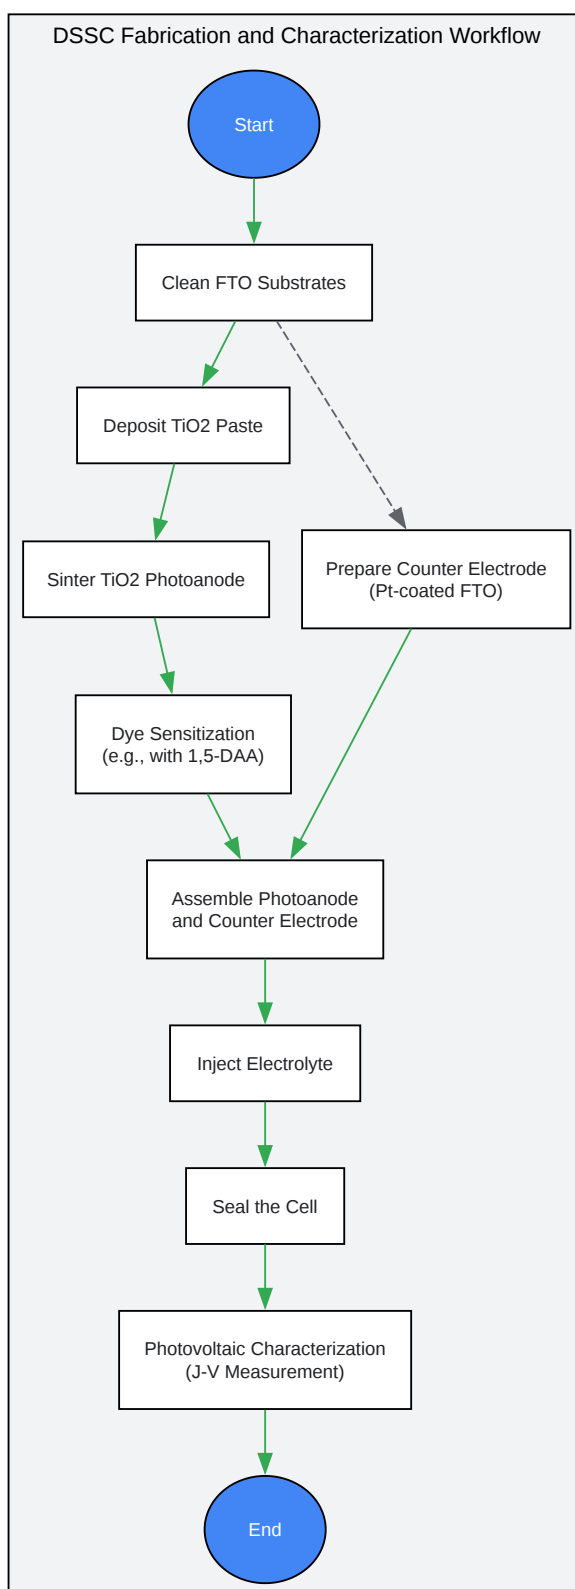 DSSC Fabrication and Characterization Workflow
Start
Clean FTO Substrates
Deposit TiO2 Paste
Sinter TiO2 Photoanode
Prepare Counter Electrode
(Pt-coated FTO)
Dye Sensitization
(e.g., with 1,5-DAA)
Assemble Photoanode
and Counter Electrode
Inject Electrolyte
Seal the Cell
Photovoltaic Characterization
(J-V Measurement)
End